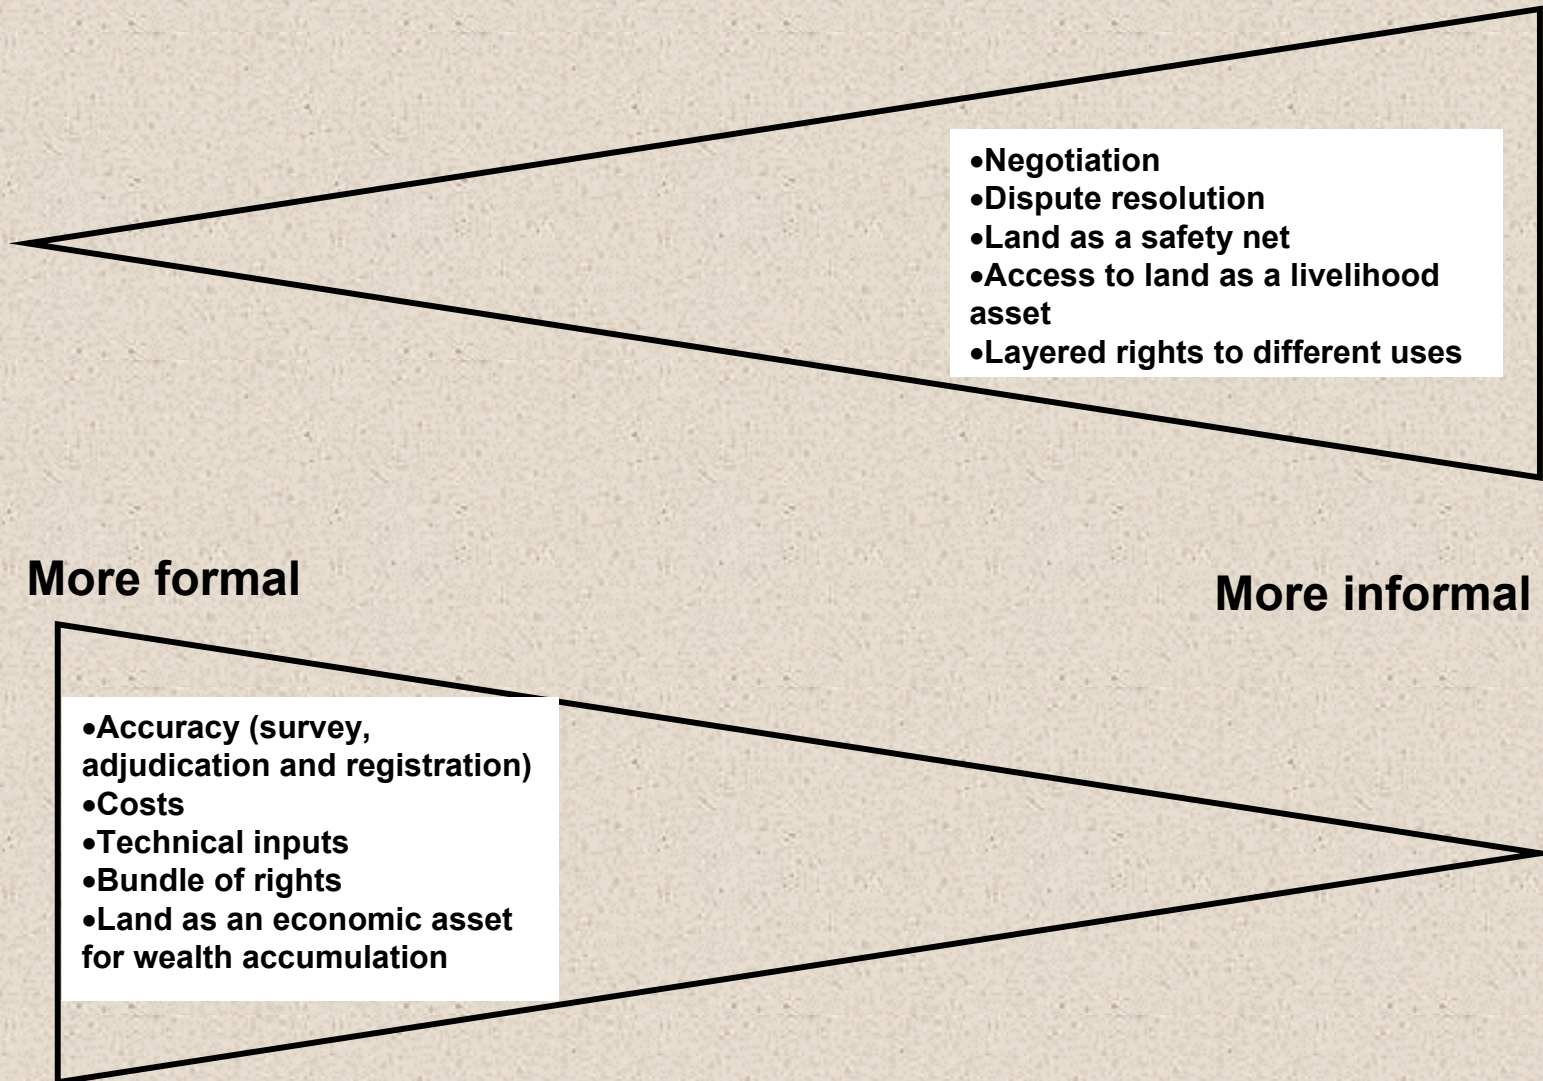 •Negotiation
•Dispute resolution
•Land as a safety net
•Access to land as a livelihood
asset
•Layered rights to different uses
More formal
More informal
•Accuracy (survey,
adjudication and registration)
•Costs
•Technical inputs
•Bundle of rights
•Land as an economic asset
for wealth accumulation